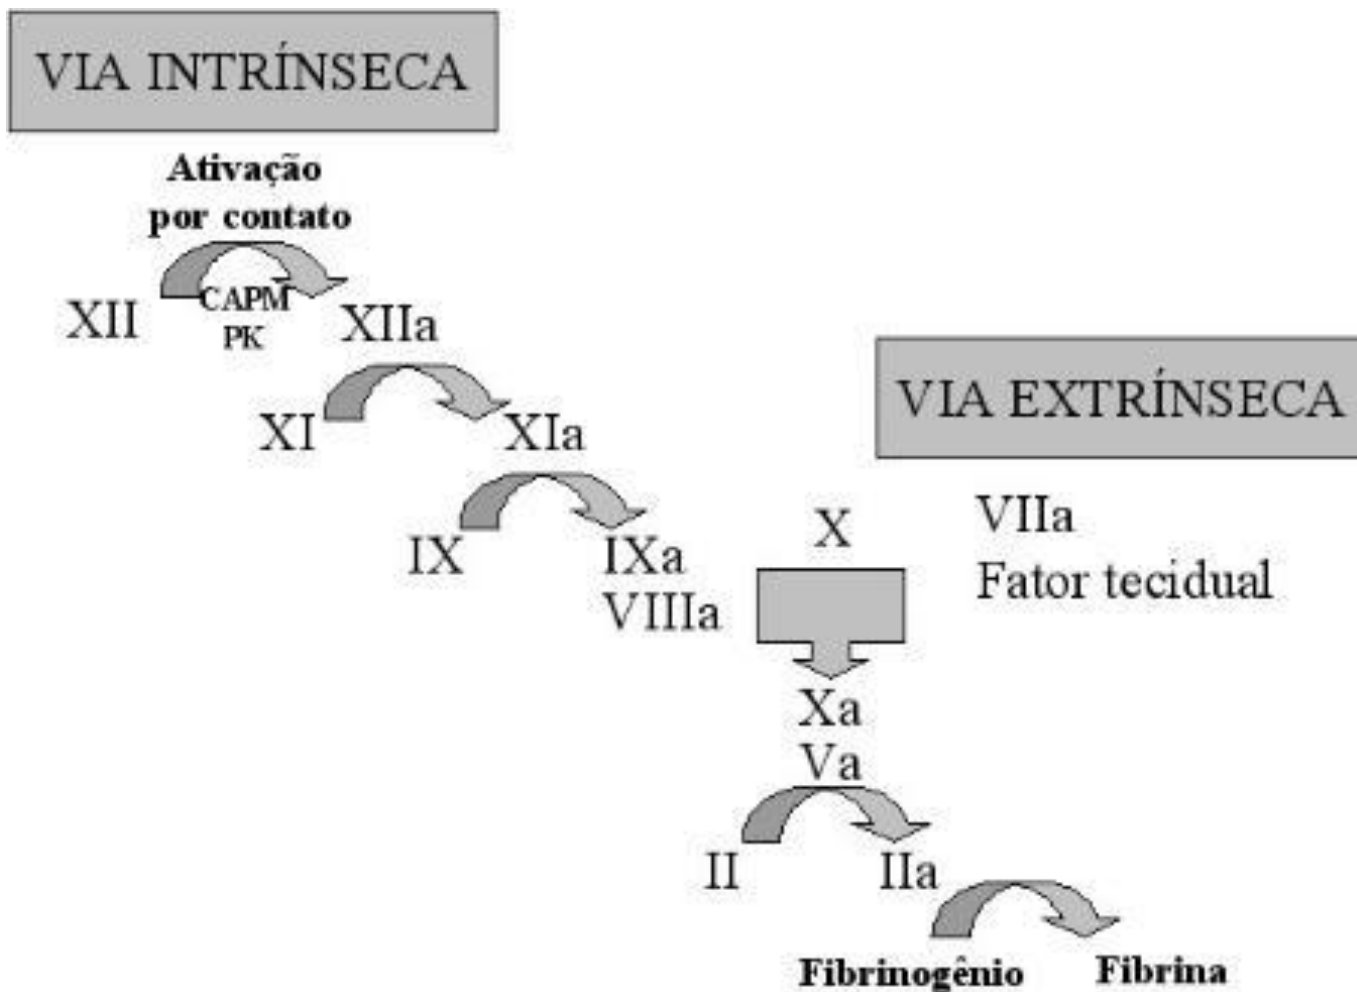 VIA INTRÍNSECA
Ativação
por contato
XII
CAPM
PK
XIIa
XI
XIa
IX
IXa
VIIIa
VIA EXTRÍNSECA
X
VIIa
Fator tecidual
Xa
Va
II
IIa
Fibrinogênio
Fibrina